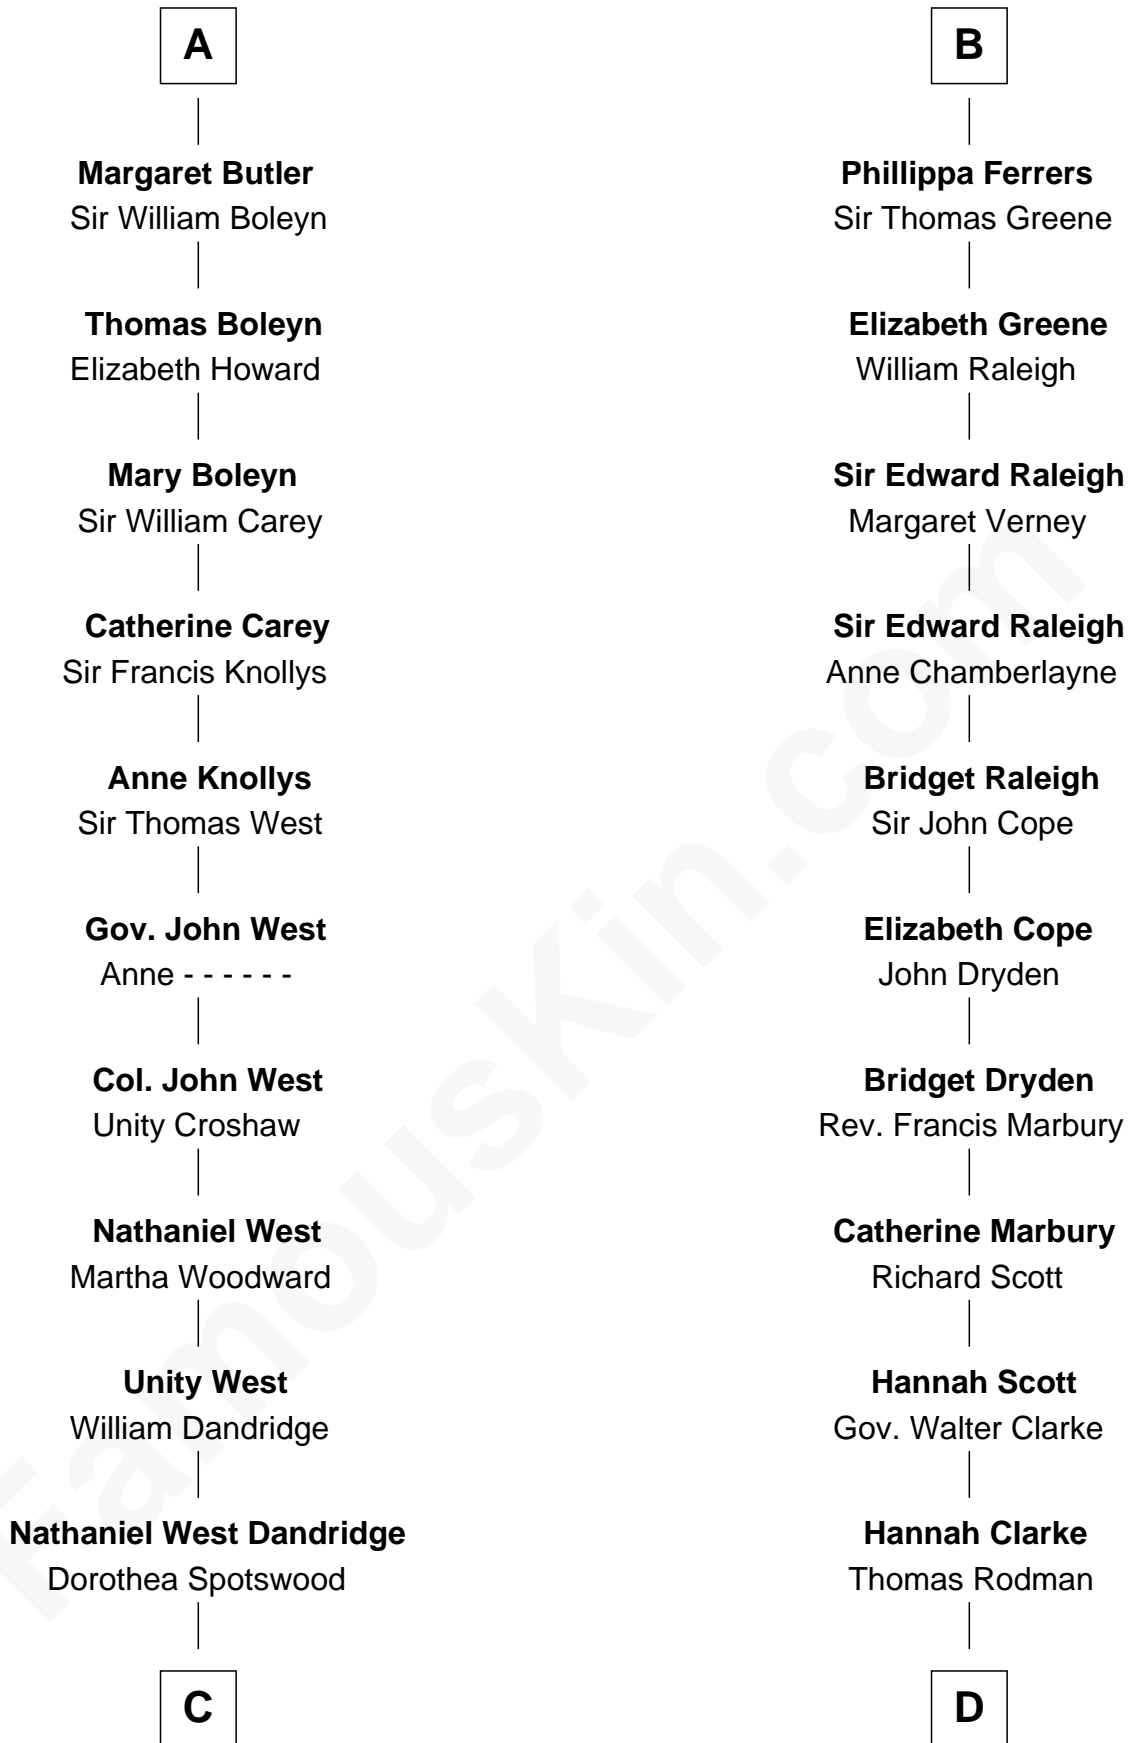 A
Margaret Butler
Sir William Boleyn
Thomas Boleyn
Elizabeth Howard
Mary Boleyn
Sir William Carey
Catherine Carey
Sir Francis Knollys
Anne Knollys
Sir Thomas West
Gov. John West
Anne - - - - - -
Col. John West
Unity Croshaw
Nathaniel West
Martha Woodward
Unity West
William Dandridge
Nathaniel West Dandridge
Dorothea Spotswood
C
B
Phillippa Ferrers
Sir Thomas Greene
Elizabeth Greene
William Raleigh
Sir Edward Raleigh
Margaret Verney
Sir Edward Raleigh
Anne Chamberlayne
Bridget Raleigh
Sir John Cope
Elizabeth Cope
John Dryden
Bridget Dryden
Rev. Francis Marbury
Catherine Marbury
Richard Scott
Hannah Scott
Gov. Walter Clarke
Hannah Clarke
Thomas Rodman
D
FamousKin.com